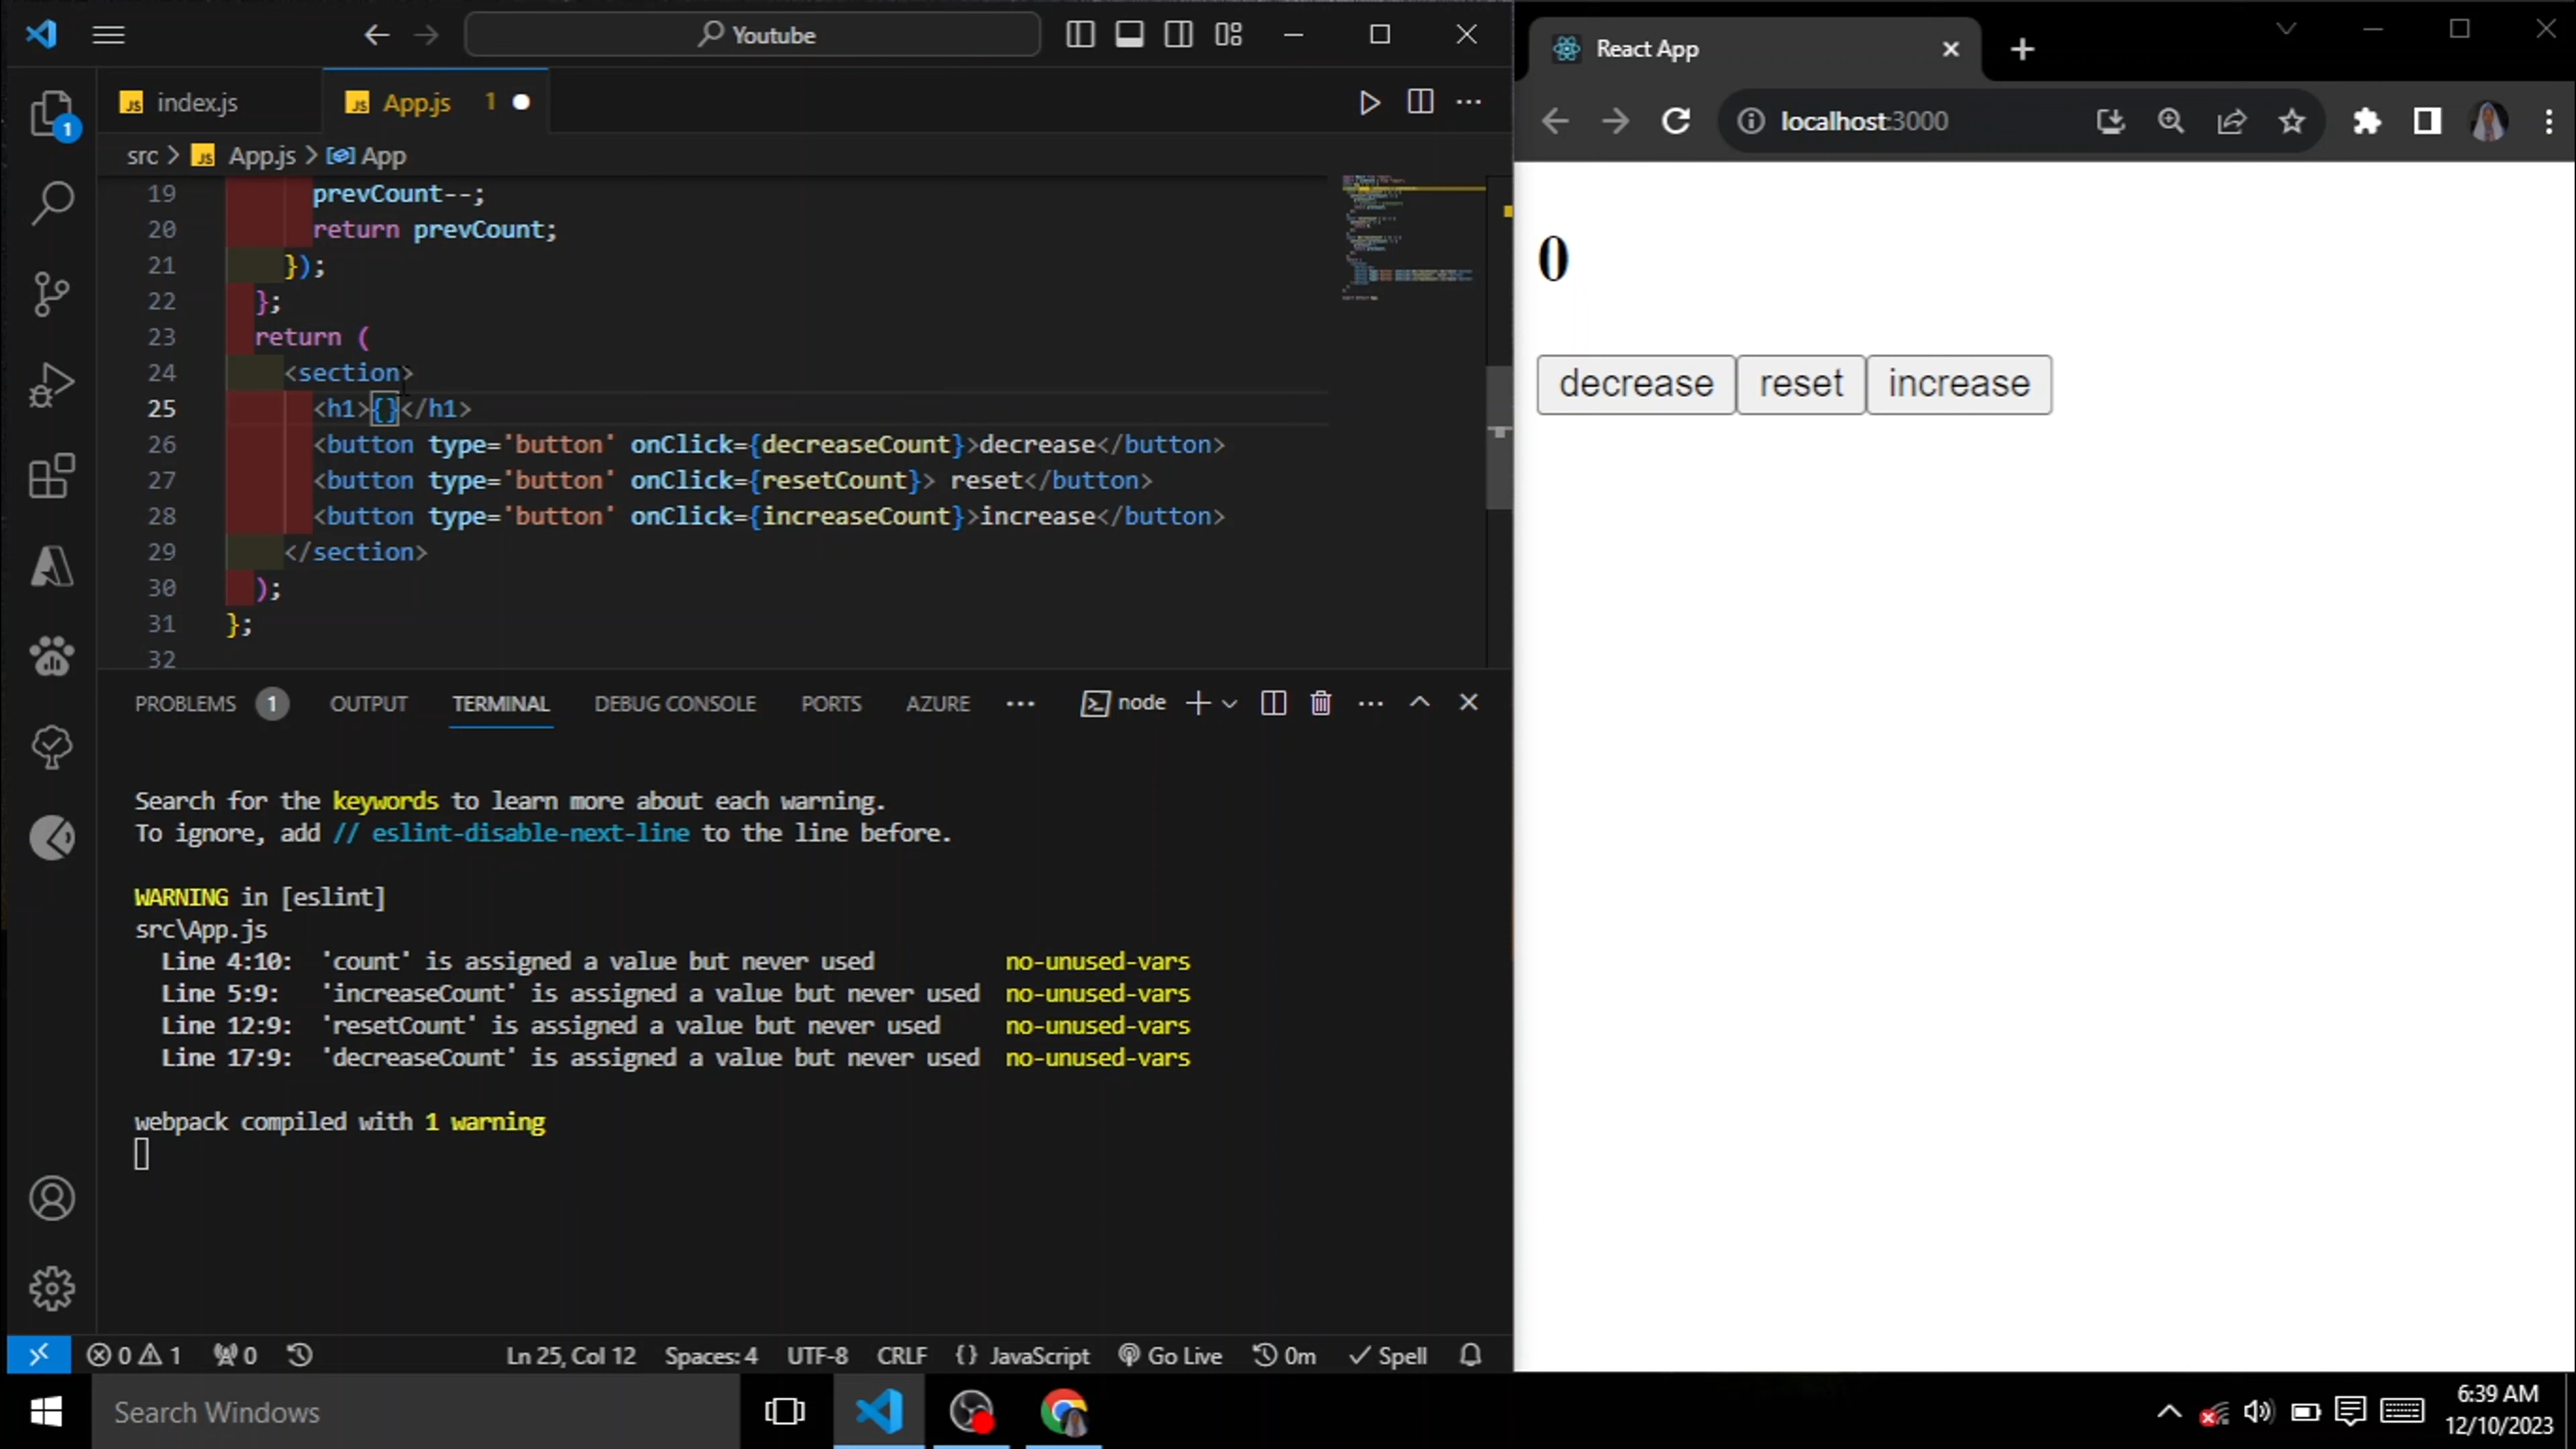 Youtube
index.js
App.js 1
src > App.js > App
19 prevCount--;
20 return prevCount;
21 });
22 };
23 return (
24 <section>
25 <h1>{}</h1>
26 <button type='button' onClick={decreaseCount}>decrease</button>
27 <button type='button' onClick={resetCount}> reset</button>
28 <button type='button' onClick={increaseCount}>increase</button>
29 </section>
30 );
31 };
32
PROBLEMS 1 OUTPUT TERMINAL DEBUG CONSOLE PORTS AZURE ··· node
Search for the keywords to learn more about each warning.
To ignore, add // eslint-disable-next-line to the line before.
WARNING in [eslint]
src\App.js
Line 4:10: 'count' is assigned a value but never used no-unused-vars
Line 5:9: 'increaseCount' is assigned a value but never used no-unused-vars
Line 12:9: 'resetCount' is assigned a value but never used no-unused-vars
Line 17:9: 'decreaseCount' is assigned a value but never used no-unused-vars
webpack compiled with 1 warning
1
0 1 0 Ln 25, Col 12 Spaces: 4 UTF-8 CRLF {} JavaScript Go Live 0m Spell
React App
localhost:3000
0
decrease reset increase
Search Windows
6:39 AM
12/10/2023